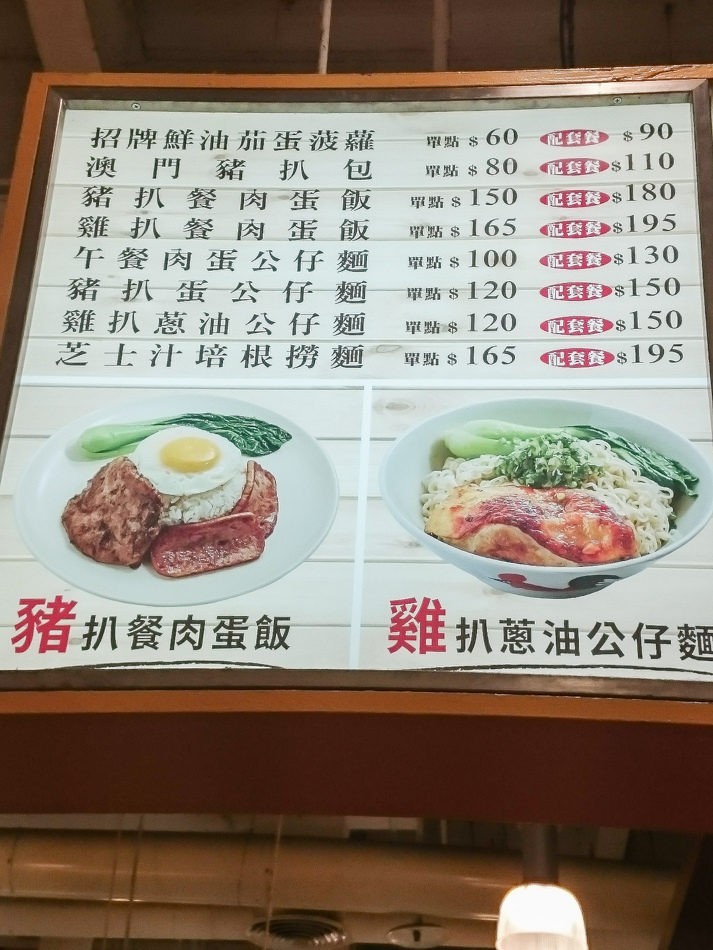 招牌鮮油茄蛋菠蘿 單點 $ 60 配套餐 $ 90
澳門豬扒包 單點 $ 80 配套餐 $110
豬扒餐肉蛋飯 單點 $ 150 配套餐 $180
雞扒餐肉蛋飯 單點 $ 165 配套餐 $195
午餐肉蛋公仔麵 單點 $ 100 配套餐 $130
豬扒蛋公仔麵 單點 $ 120 配套餐 $150
雞扒蔥油公仔麵 單點 $ 120 配套餐 $150
芝士汁培根撈麵 單點 $ 165 配套餐 $195
豬扒餐肉蛋飯
雞扒蔥油公仔麵